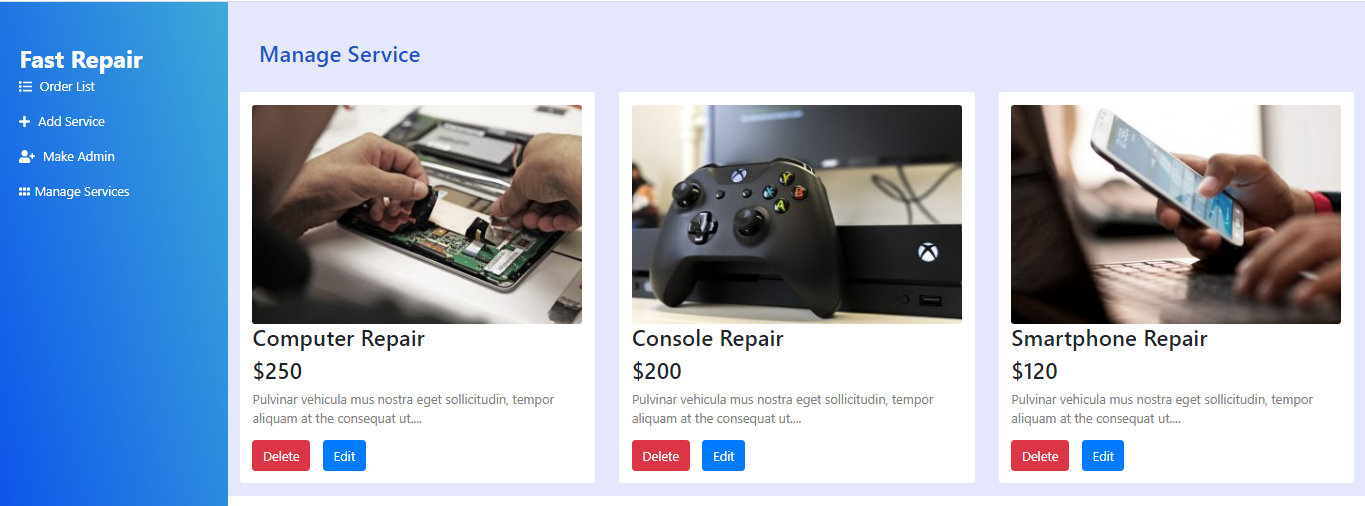 Fast Repair
Order List
Add Service
Make Admin
Manage Services
Manage Service
Computer Repair
$250
Pulvinar vehicula mus nostra eget sollicitudin, tempor
aliquam at the consequat ut....
Delete Edit
Console Repair
$200
Pulvinar vehicula mus nostra eget sollicitudin, tempor
aliquam at the consequat ut....
Delete Edit
Smartphone Repair
$120
Pulvinar vehicula mus nostra eget sollicitudin, tempor
aliquam at the consequat ut....
Delete Edit
X
Y
B
A